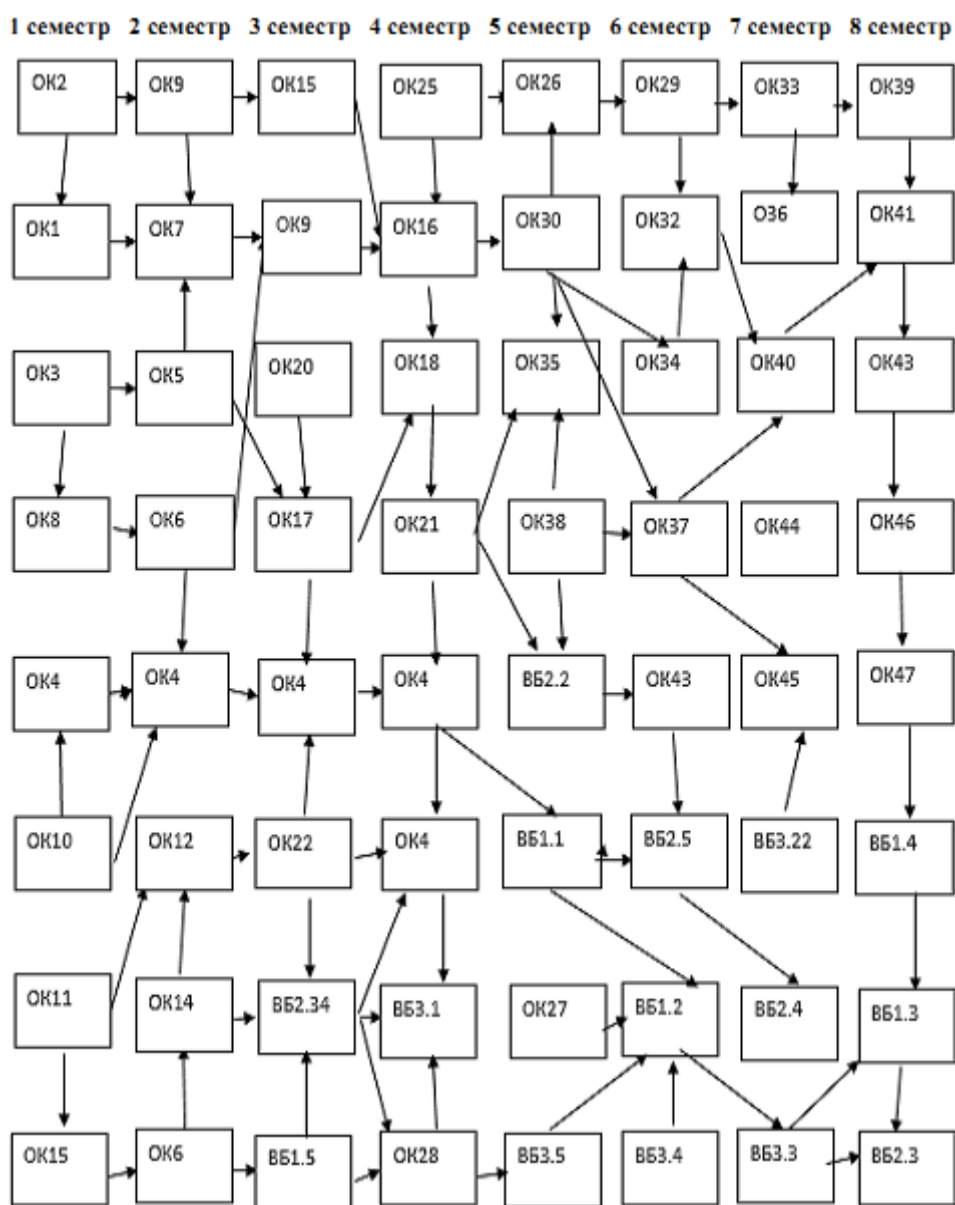 1 семестр 2 семестр 3 семестр 4 семестр 5 семестр 6 семестр 7 семестр 8 семестр
ОК2 ОК9 ОК15 ОК25 ОК26 ОК29 ОК33 ОК39
ОК1 ОК7 ОК9 ОК16 ОК30 ОК32 О36 ОК41
ОК3 ОК5 ОК20 ОК18 ОК35 ОК34 ОК40 ОК43
ОК8 ОК6 ОК17 ОК21 ОК38 ОК37 ОК44 ОК46
ОК4 ОК4 ОК4 ОК4 ВБ2.2 ОК43 ОК45 ОК47
ОК10 ОК12 ОК22 ОК4 ВБ1.1 ВБ2.5 ВБ3.22 ВБ1.4
ОК11 ОК14 ВБ2.34 ВБ3.1 ОК27 ВБ1.2 ВБ2.4 ВБ1.3
ОК15 ОК6 ВБ1.5 ОК28 ВБ3.5 ВБ3.4 ВБ3.3 ВБ2.3